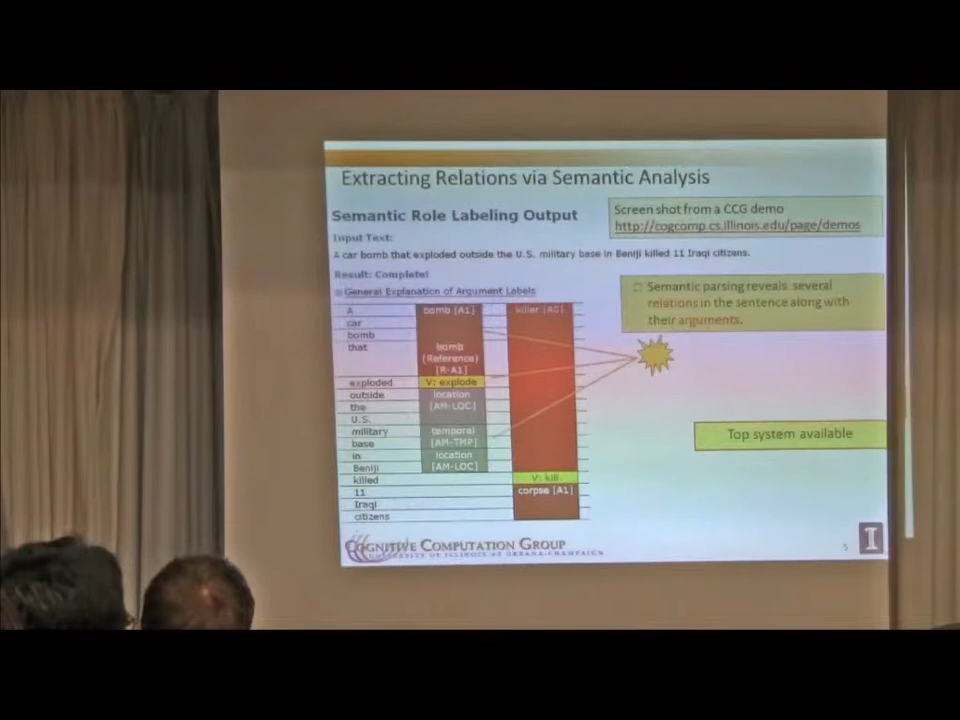 Extracting Relations via Semantic Analysis
Semantic Role Labeling Output
Screen shot from a CCG demo
http://cogcomp.cs.illinois.edu/page/demos
Input Text:
A car bomb that exploded outside the U.S. military base in Beniji killed 11 Iraqi citizens.
Result: Complete!
General Explanation of Argument Labels
Semantic parsing reveals several
relations in the sentence along with
their arguments.
A bomb [A1] killer [A0]
car
bomb
that bomb
(Reference)
[R-A1]
exploded V: explode
outside location
the [AM-LOC]
U.S.
military temporal
base [AM-TMP]
in location
Beniji [AM-LOC]
killed V: kill
11 corpse [A1]
Iraqi
citizens
Top system available
COGNITIVE COMPUTATION GROUP
UNIVERSITY OF ILLINOIS AT URBANA-CHAMPAIGN
5
I